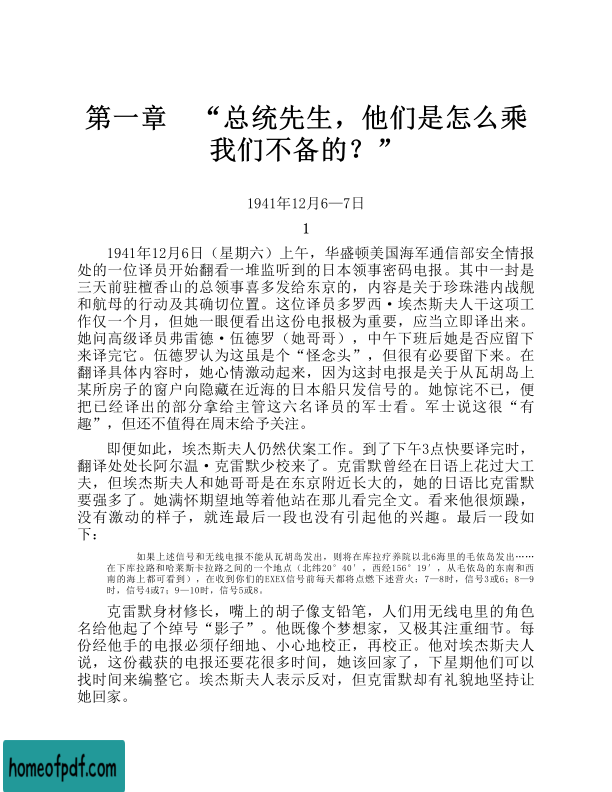 第一章　“总统先生，他们是怎么乘
我们不备的？”
1941年12月6—7日
1
1941年12月6日（星期六）上午，华盛顿美国海军通信部安全情报
处的一位译员开始翻看一堆监听到的日本领事密码电报。其中一封是
三天前驻檀香山的总领事喜多发给东京的，内容是关于珍珠港内战舰
和航母的行动及其确切位置。这位译员多罗西·埃杰斯夫人干这项工
作仅一个月，但她一眼便看出这份电报极为重要，应当立即译出来。
她问高级译员弗雷德·伍德罗（她哥哥），中午下班后她是否应留下
来译完它。伍德罗认为这虽是个“怪念头”，但很有必要留下来。在
翻译具体内容时，她心情激动起来，因为这封电报是关于从瓦胡岛上
某所房子的窗户向隐藏在近海的日本船只发信号的。她惊诧不已，便
把已经译出的部分拿给主管这六名译员的军士看。军士说这很“有
趣”，但还不值得在周末给予关注。
即便如此，埃杰斯夫人仍然伏案工作。到了下午3点快要译完时，
翻译处处长阿尔温·克雷默少校来了。克雷默曾经在日语上花过大工
夫，但埃杰斯夫人和她哥哥是在东京附近长大的，她的日语比克雷默
要强多了。她满怀期望地等着他站在那儿看完全文。看来他很烦躁，
没有激动的样子，就连最后一段也没有引起他的兴趣。最后一段如
下：
如果上述信号和无线电报不能从瓦胡岛发出，则将在库拉疗养院以北6海里的毛依岛发出……
在下库拉路和哈莱斯卡拉路之间的一个地点（北纬20°40′，西经156°19′，从毛依岛的东南和西
南的海上都可看到），在收到你们的EXEX信号前每天都将点燃下述营火：7—8时，信号3或6；8—9
时，信号4或7；9—10时，信号5或8。
克雷默身材修长，嘴上的胡子像支铅笔，人们用无线电里的角色
名给他起了个绰号“影子”。他既像个梦想家，又极其注重细节。每
份经他手的电报必须仔细地、小心地校正，再校正。他对埃杰斯夫人
说，这份截获的电报还要花很多时间，她该回家了，下星期他们可以
找时间来编整它。埃杰斯夫人表示反对，但克雷默却有礼貌地坚持让
她回家。
homeofpdf.com